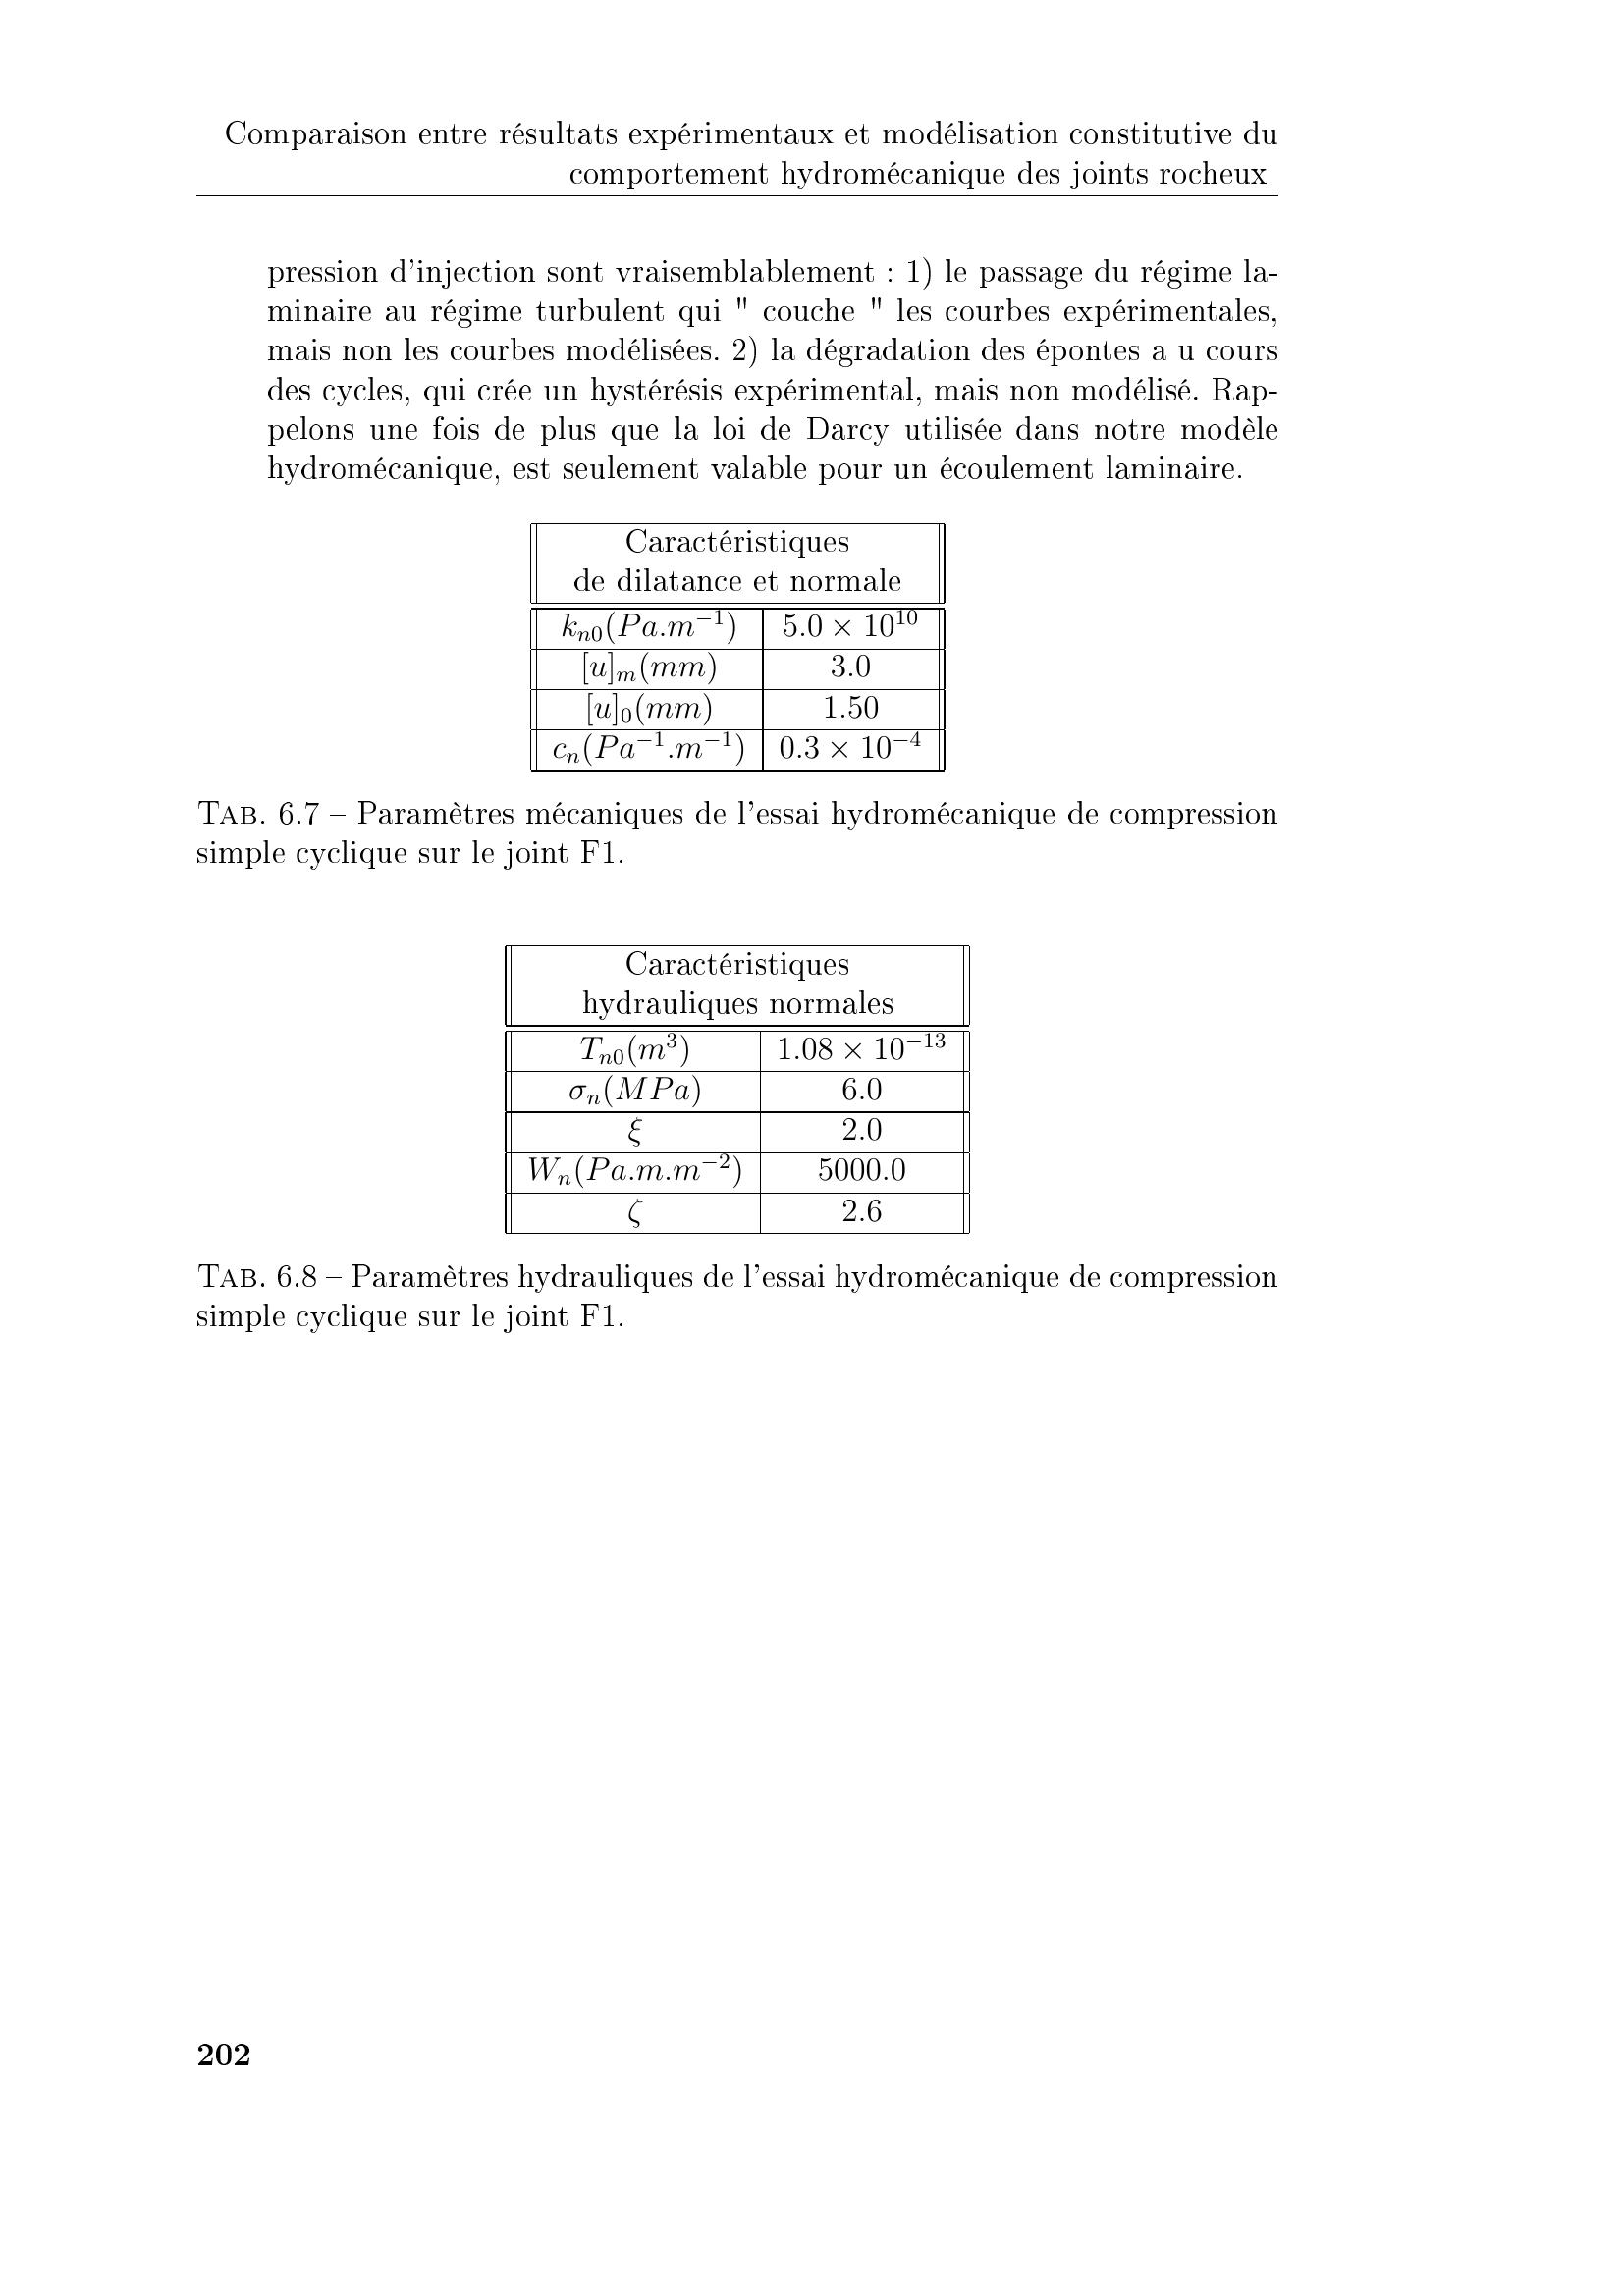 Comparaison entre résultats expérimentaux et modélisation constitutive du
comportement hydromécanique des joints rocheux
pression d'injection sont vraisemblablement : 1) le passage du régime la-
minaire au régime turbulent qui " couche " les courbes expérimentales,
mais non les courbes modélisées. 2) la dégradation des épontes a u cours
des cycles, qui crée un hystérésis expérimental, mais non modélisé. Rap-
pelons une fois de plus que la loi de Darcy utilisée dans notre modèle
hydromécanique, est seulement valable pour un écoulement laminaire.
Caractéristiques
de dilatance et normale
k_{n0}(Pa.m^{-1}) 5.0 × 10^{10}
[u]_m(mm) 3.0
[u]_0(mm) 1.50
c_n(Pa^{-1}.m^{-1}) 0.3 × 10^{-4}
TAB. 6.7 – Paramètres mécaniques de l'essai hydromécanique de compression
simple cyclique sur le joint F1.
Caractéristiques
hydrauliques normales
T_{n0}(m^3) 1.08 × 10^{-13}
σ_n(MPa) 6.0
ξ 2.0
W_n(Pa.m.m^{-2}) 5000.0
ζ 2.6
TAB. 6.8 – Paramètres hydrauliques de l'essai hydromécanique de compression
simple cyclique sur le joint F1.
202